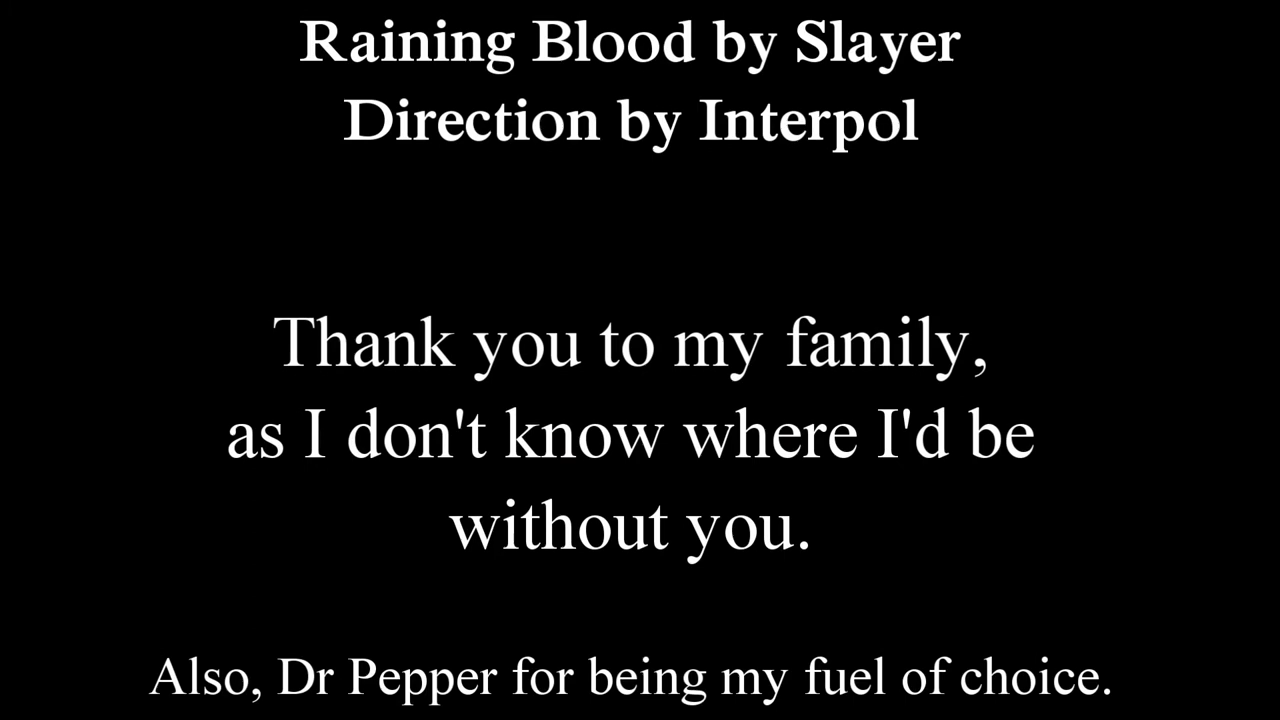 Raining Blood by Slayer
Direction by Interpol
Thank you to my family,
as I don't know where I'd be
without you.
Also, Dr Pepper for being my fuel of choice.